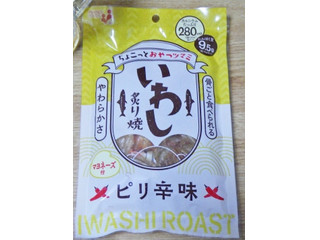 280
9.5g
ちょこっとおやつツマミ
いわし
炙り焼
やわらかさ
骨ごと食べられる
マヨネーズ
付
ピリ辛味
IWASHI ROAST